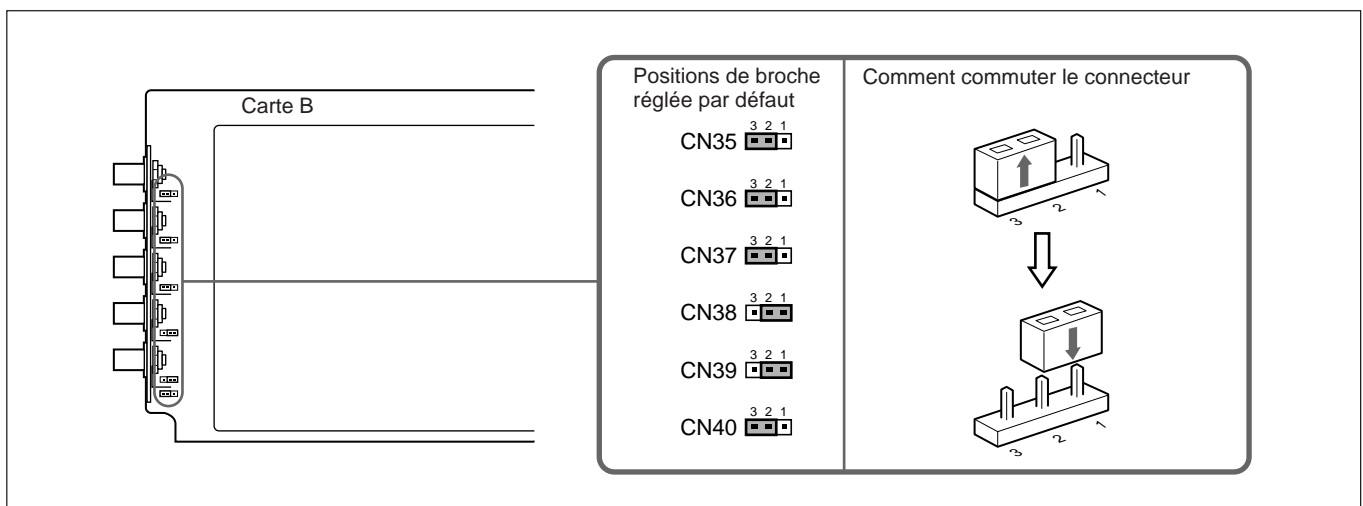 Carte B
Positions de broche
réglée par défaut
3 2 1
CN35
3 2 1
CN36
3 2 1
CN37
3 2 1
CN38
3 2 1
CN39
3 2 1
CN40
Comment commuter le connecteur
3 2 1
3 2 1